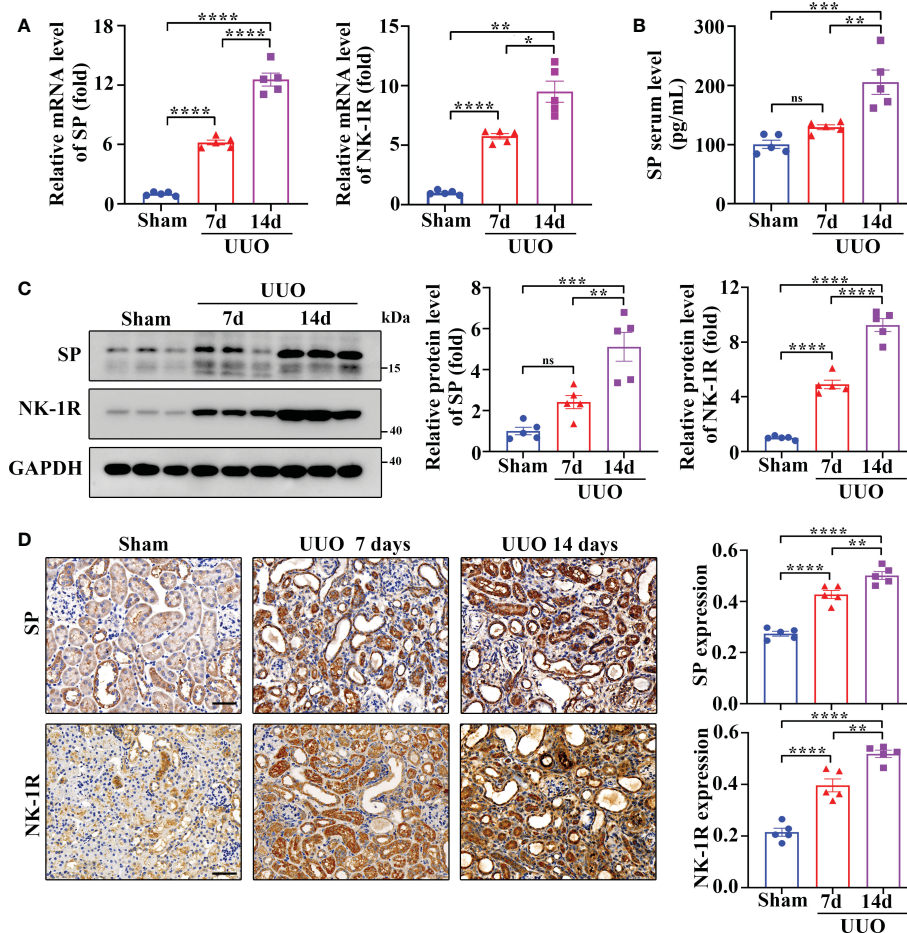 A
Relative mRNA level
of SP (fold)
18
12
6
0
****
****
****
Sham
7d
14d
UUO
Relative mRNA level
of NK-1R (fold)
15
10
5
0
**
*
****
Sham
7d
14d
UUO
B
SP serum level
(pg/mL)
300
200
100
0
***
**
ns
Sham
7d
14d
UUO
C
UUO
Sham
7d
14d
kDa
SP
15
NK-1R
40
GAPDH
40
Relative protein level
of SP (fold)
8
6
4
2
0
***
**
ns
Sham
7d
14d
UUO
Relative protein level
of NK-1R (fold)
12
8
4
0
****
****
****
Sham
7d
14d
UUO
D
Sham
UUO 7 days
UUO 14 days
SP
NK-1R
SP expression
0.6
0.4
0.2
0.0
****
**
****
NK-1R expression
0.6
0.4
0.2
0.0
****
**
****
Sham
7d
14d
UUO